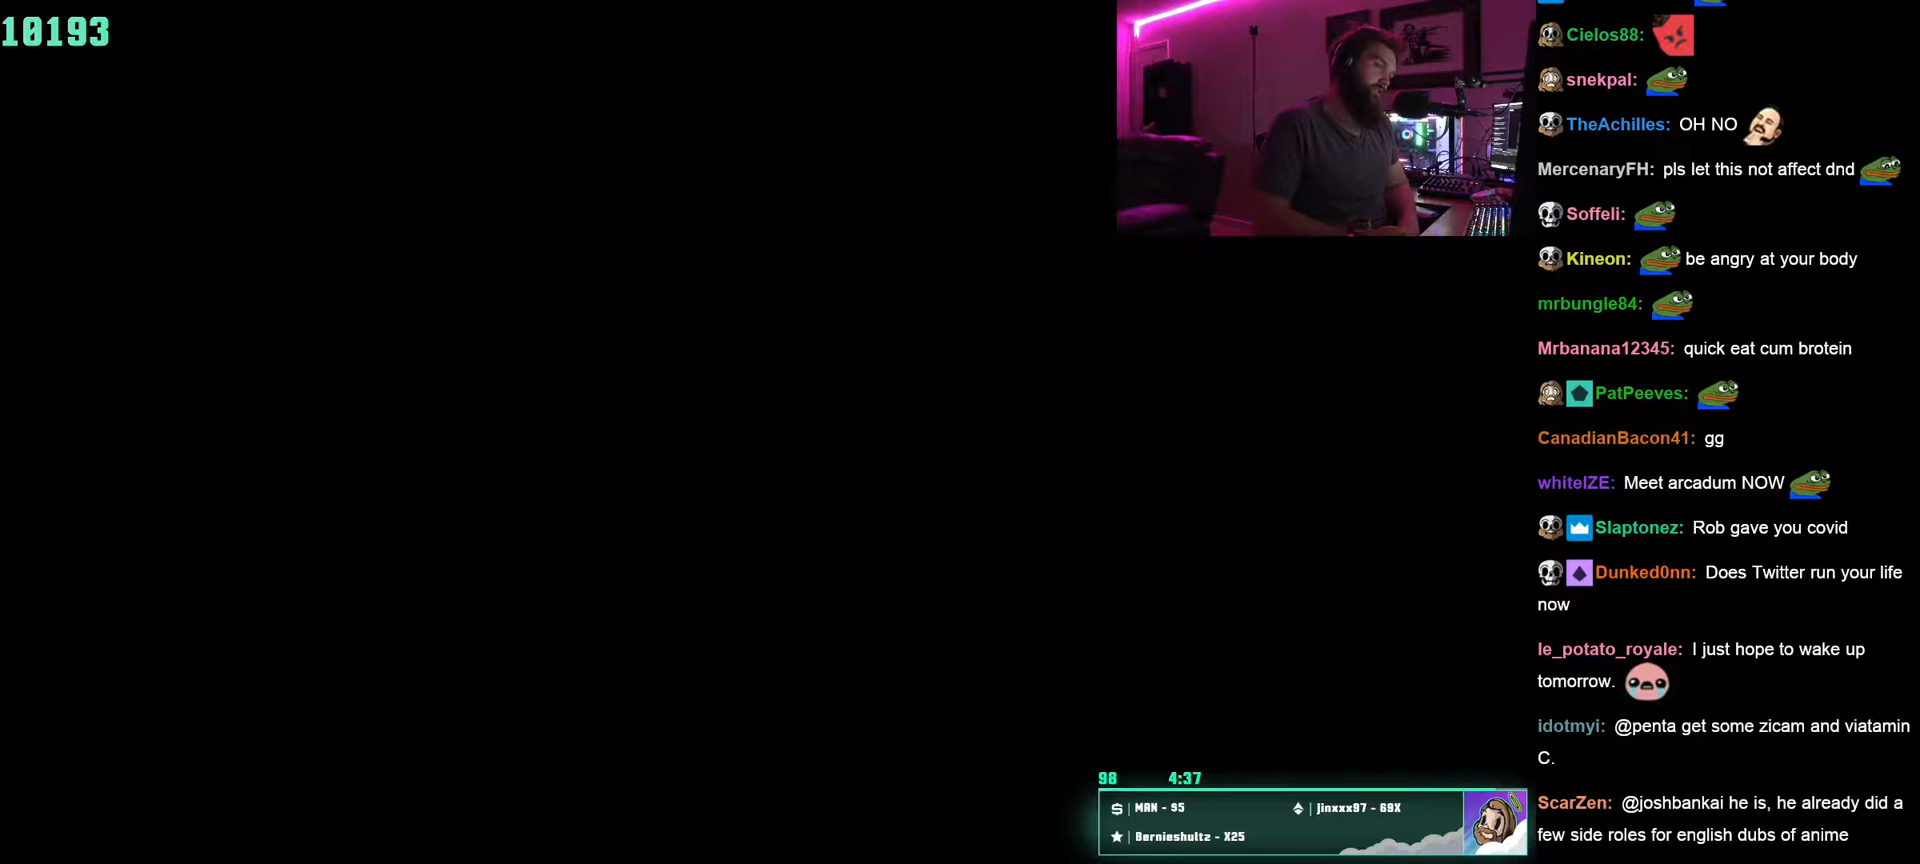 10193
Cielos88:
snekpal:
TheAchilles: OH NO
MercenaryFH: pls let this not affect dnd
Soffeli:
Kineon: be angry at your body
mrbungle84:
Mrbanana12345: quick eat cum brotein
PatPeeves:
CanadianBacon41: gg
whiteIZE: Meet arcadum NOW
Slaptonez: Rob gave you covid
Dunked0nn: Does Twitter run your life
now
le_potato_royale: I just hope to wake up
tomorrow.
idotmyi: @penta get some zicam and viatamin
C.
ScarZen: @joshbankai he is, he already did a
few side roles for english dubs of anime
98 4:37
$ | MAN - 95
| Jinxxx97 - 69X
★ | Bernieshultz - X25